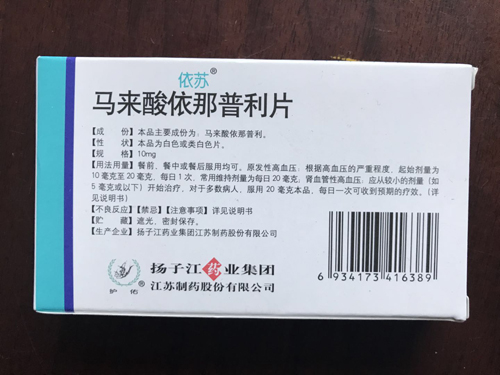 依苏®
马来酸依那普利片
【成　份】本品主要成份为：马来酸依那普利。
【性　状】本品为白色或类白色片。
【规　格】10mg
【用法用量】餐前、餐中或餐后服用均可。原发性高血压：根据高血压的严重程度，起始剂量为
10毫克至20毫克，每日1次，常用维持剂量为每日20毫克；肾血管性高血压，应从较小的剂量（如
5毫克或以下）开始治疗，对于多数病人，服用20毫克本品，每日一次可收到预期的疗效。（详
见说明书）
【不良反应】【禁忌】【注意事项】详见说明书
【贮　藏】遮光，密封保存。
【生产企业】扬子江药业集团江苏制药股份有限公司
护佑®
扬子江药业集团
江苏制药股份有限公司
6 934173 416389